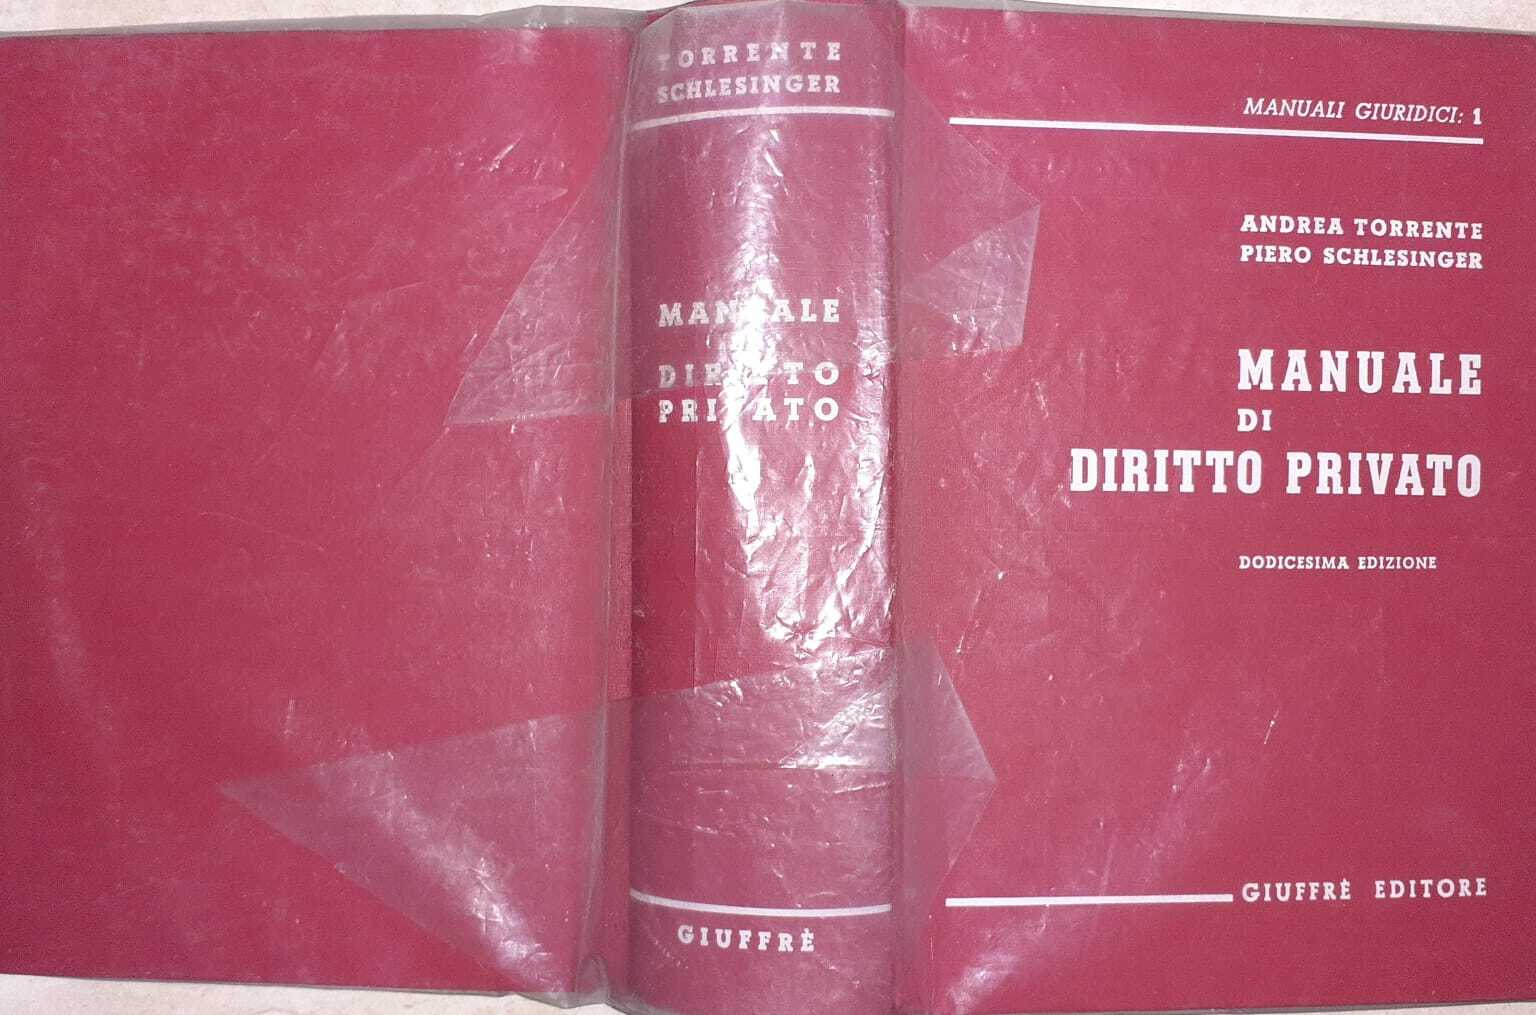 TORRENTE
SCHLESINGER
MANUALE
DIRITTO
PRIVATO
GIUFFRÈ
MANUALI GIURIDICI: 1
ANDREA TORRENTE
PIERO SCHLESINGER
MANUALE
DI
DIRITTO PRIVATO
DODICESIMA EDIZIONE
GIUFFRÈ EDITORE